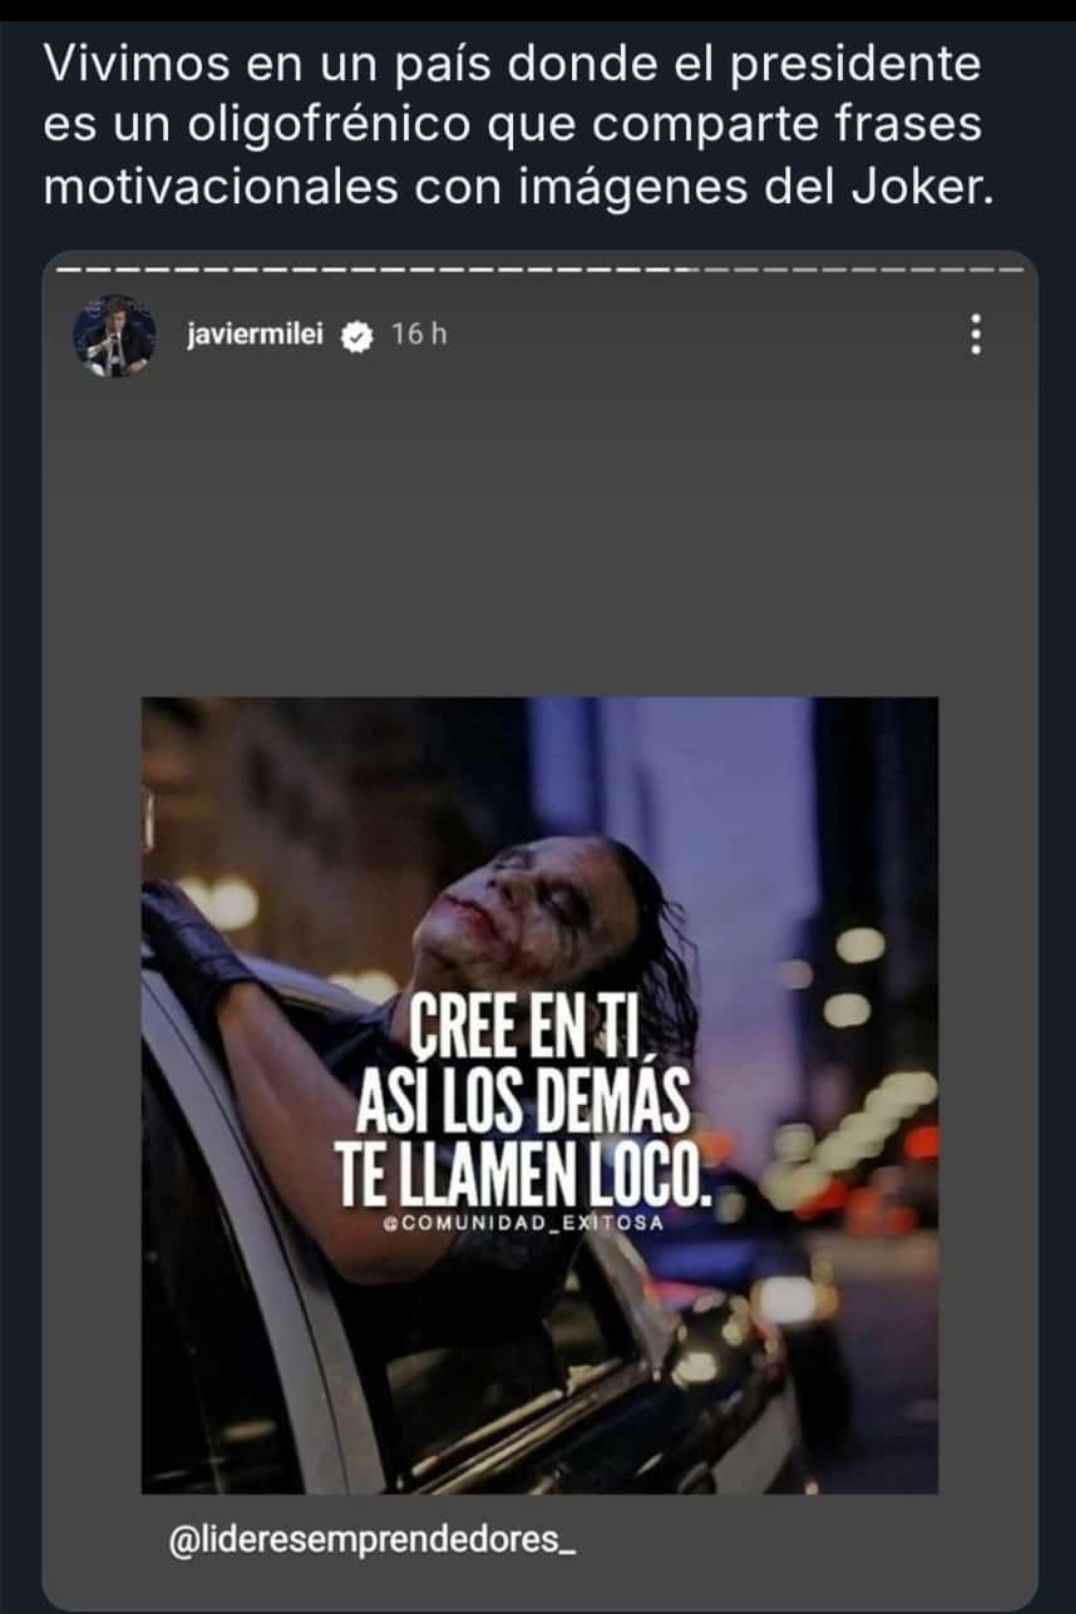 Vivimos en un país donde el presidente
es un oligofrénico que comparte frases
motivacionales con imágenes del Joker.
javiermilei 16 h
CREE EN TI,
ASÍ LOS DEMÁS
TE LLAMEN LOCO.
@COMUNIDAD_EXITOSA
@lideresemprendedores_